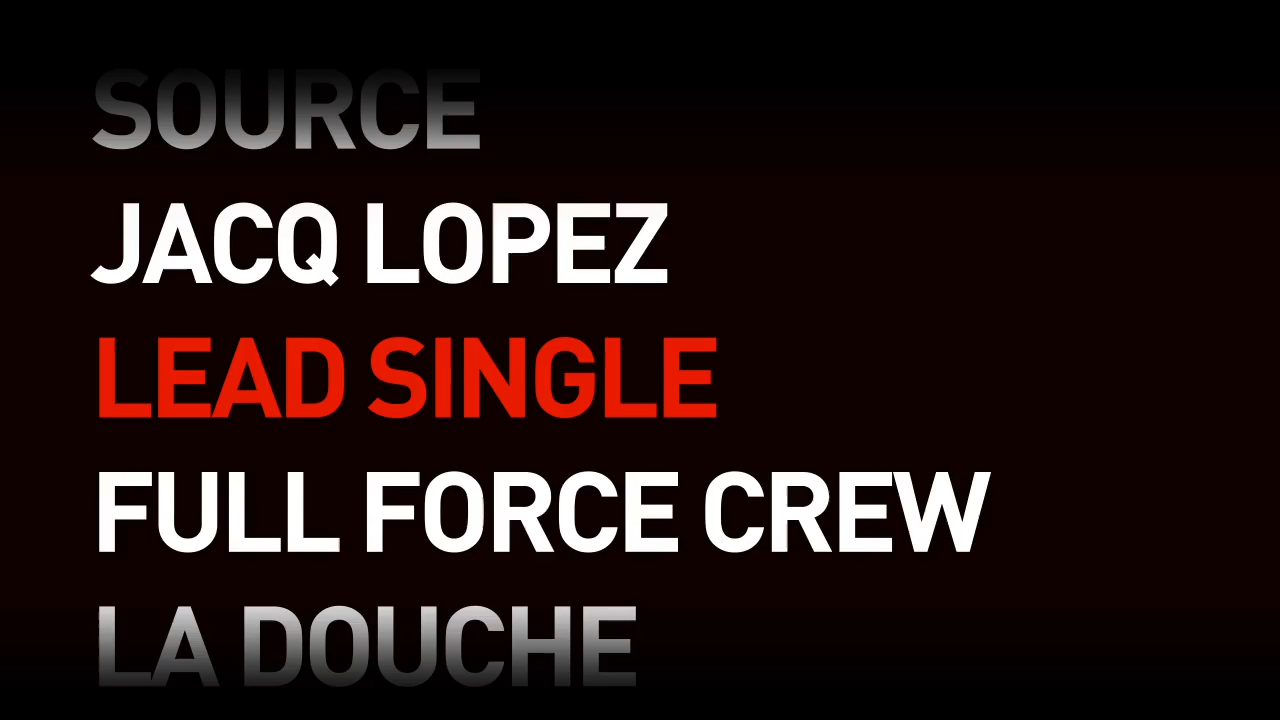 SOURCE
JACQ LOPEZ
LEAD SINGLE
FULL FORCE CREW
LA DOUCHE